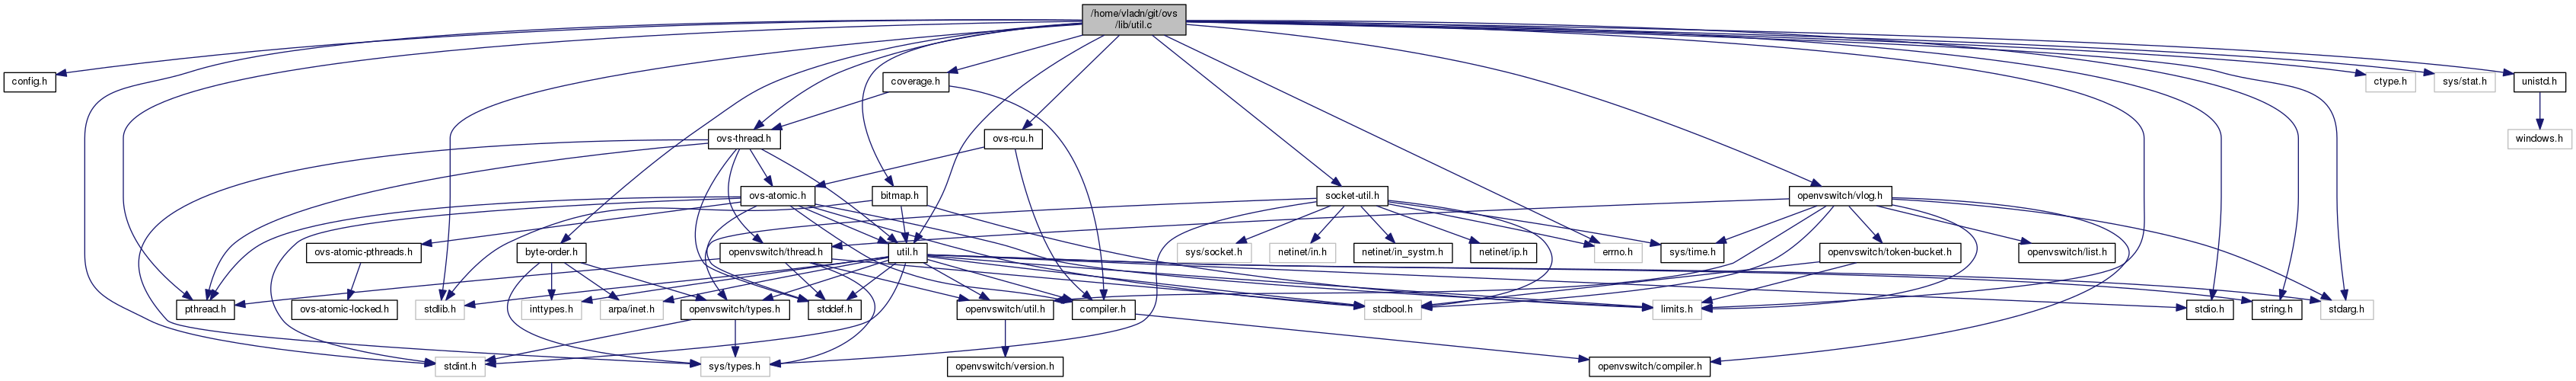 /home/vladn/git/ovs
/lib/util.c
config.h
coverage.h
ctype.h
sys/stat.h
unistd.h
ovs-thread.h
ovs-rcu.h
windows.h
ovs-atomic.h
bitmap.h
socket-util.h
openvswitch/vlog.h
ovs-atomic-pthreads.h
byte-order.h
openvswitch/thread.h
util.h
sys/socket.h
netinet/in.h
netinet/in_systm.h
netinet/ip.h
errno.h
sys/time.h
openvswitch/token-bucket.h
openvswitch/list.h
pthread.h
ovs-atomic-locked.h
stdlib.h
inttypes.h
arpa/inet.h
openvswitch/types.h
stddef.h
openvswitch/util.h
compiler.h
stdbool.h
limits.h
stdio.h
string.h
stdarg.h
stdint.h
sys/types.h
openvswitch/version.h
openvswitch/compiler.h